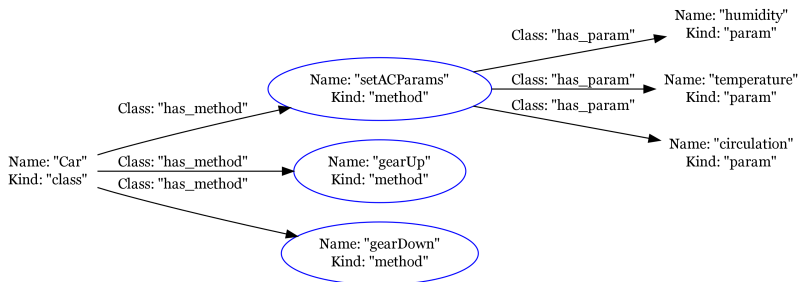 Name: "Car"
Kind: "class"
Class: "has_method"
Class: "has_method"
Class: "has_method"
Name: "setACParams"
Kind: "method"
Name: "gearUp"
Kind: "method"
Name: "gearDown"
Kind: "method"
Class: "has_param"
Class: "has_param"
Class: "has_param"
Name: "humidity"
Kind: "param"
Name: "temperature"
Kind: "param"
Name: "circulation"
Kind: "param"